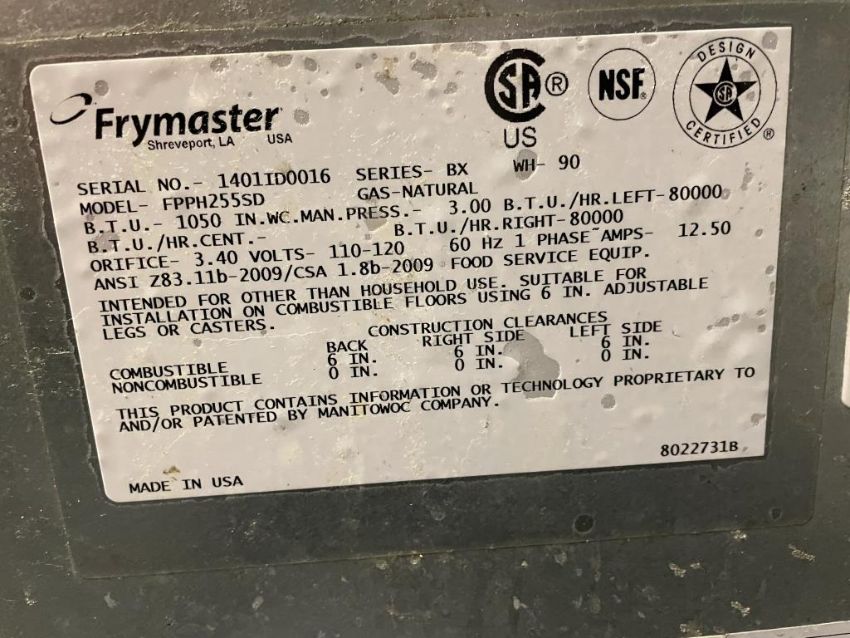 Frymaster
Shreveport, LA USA
SA ® US
NSF®
DESIGN SA CERTIFIED ®
SERIAL NO.- 1401ID0016 SERIES- BX WH- 90
MODEL- FPPH255SD GAS-NATURAL
B.T.U.- 1050 IN.WC.MAN.PRESS.- 3.00 B.T.U./HR.LEFT-80000
B.T.U./HR.CENT.- B.T.U./HR.RIGHT-80000
ORIFICE- 3.40 VOLTS- 110-120 60 HZ 1 PHASE~AMPS- 12.50
ANSI Z83.11b-2009/CSA 1.8b-2009 FOOD SERVICE EQUIP.
INTENDED FOR OTHER THAN HOUSEHOLD USE. SUITABLE FOR
INSTALLATION ON COMBUSTIBLE FLOORS USING 6 IN. ADJUSTABLE
LEGS OR CASTERS.
CONSTRUCTION CLEARANCES
BACK RIGHT SIDE LEFT SIDE
COMBUSTIBLE 6 IN. 6 IN. 6 IN.
NONCOMBUSTIBLE 0 IN. 0 IN. 0 IN.
THIS PRODUCT CONTAINS INFORMATION OR TECHNOLOGY PROPRIETARY TO
AND/OR PATENTED BY MANITOWOC COMPANY.
8022731B
MADE IN USA